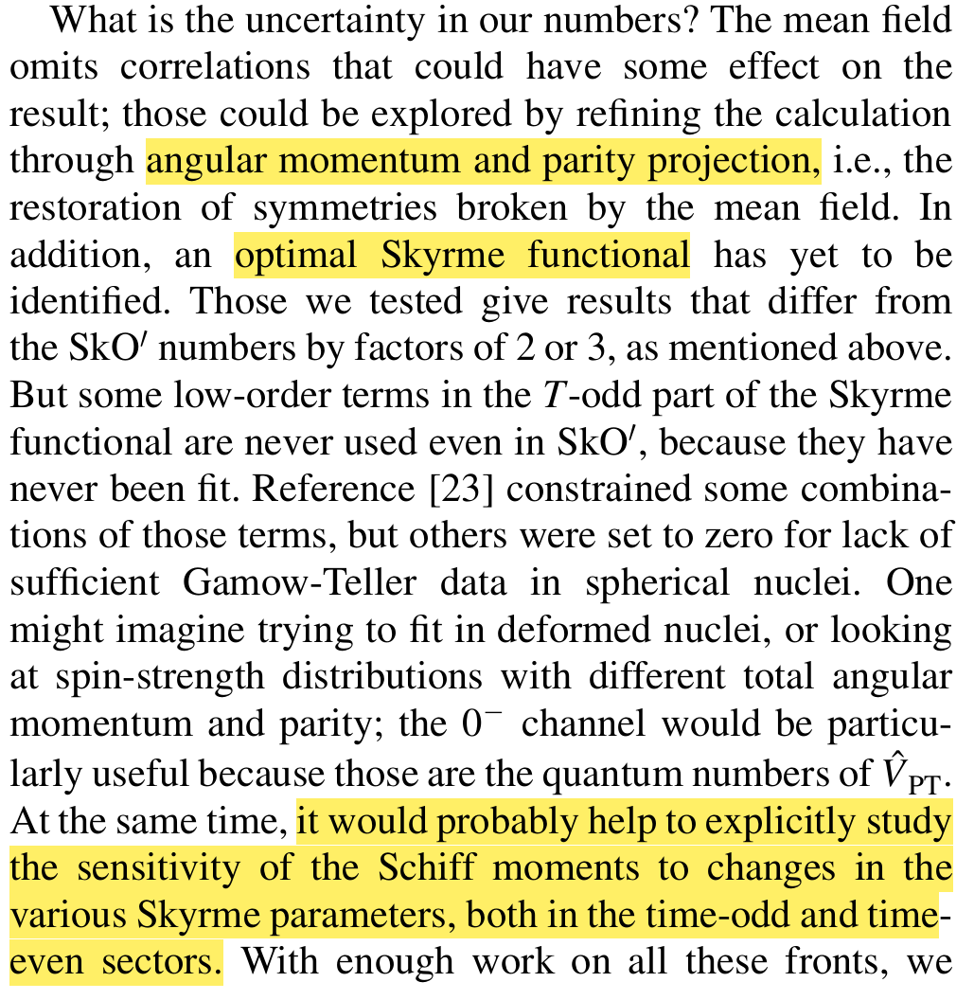 What is the uncertainty in our numbers? The mean field
omits correlations that could have some effect on the
result; those could be explored by refining the calculation
through angular momentum and parity projection, i.e., the
restoration of symmetries broken by the mean field. In
addition, an optimal Skyrme functional has yet to be
identified. Those we tested give results that differ from
the SkO′ numbers by factors of 2 or 3, as mentioned above.
But some low-order terms in the T-odd part of the Skyrme
functional are never used even in SkO′, because they have
never been fit. Reference [23] constrained some combina-
tions of those terms, but others were set to zero for lack of
sufficient Gamow-Teller data in spherical nuclei. One
might imagine trying to fit in deformed nuclei, or looking
at spin-strength distributions with different total angular
momentum and parity; the 0⁻ channel would be particu-
larly useful because those are the quantum numbers of V̂_PT.
At the same time, it would probably help to explicitly study
the sensitivity of the Schiff moments to changes in the
various Skyrme parameters, both in the time-odd and time-
even sectors. With enough work on all these fronts, we